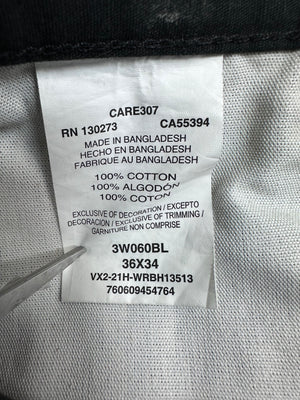 CARE307
RN 130273 CA55394
MADE IN BANGLADESH
HECHO EN BANGLADESH
FABRIQUÉ AU BANGLADESH
100% COTTON
100% ALGODÓN
100% COTON
EXCLUSIVE OF DECORATION / EXCEPTO
DECORACIÓN / EXCLUSIVE OF TRIMMING /
GARNITURE NON COMPRISE
3W060BL
36X34
VX2-21H-WRBH13513
760609454764